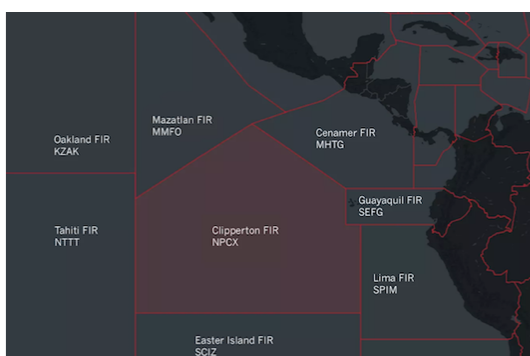 Mazatlan FIR
MMFO
Cenamer FIR
MHTG
Oakland FIR
KZAK
Guayaquil FIR
SEFG
Tahiti FIR
NTTT
Clipperton FIR
NPCX
Lima FIR
SPIM
Easter Island FIR
SCIZ